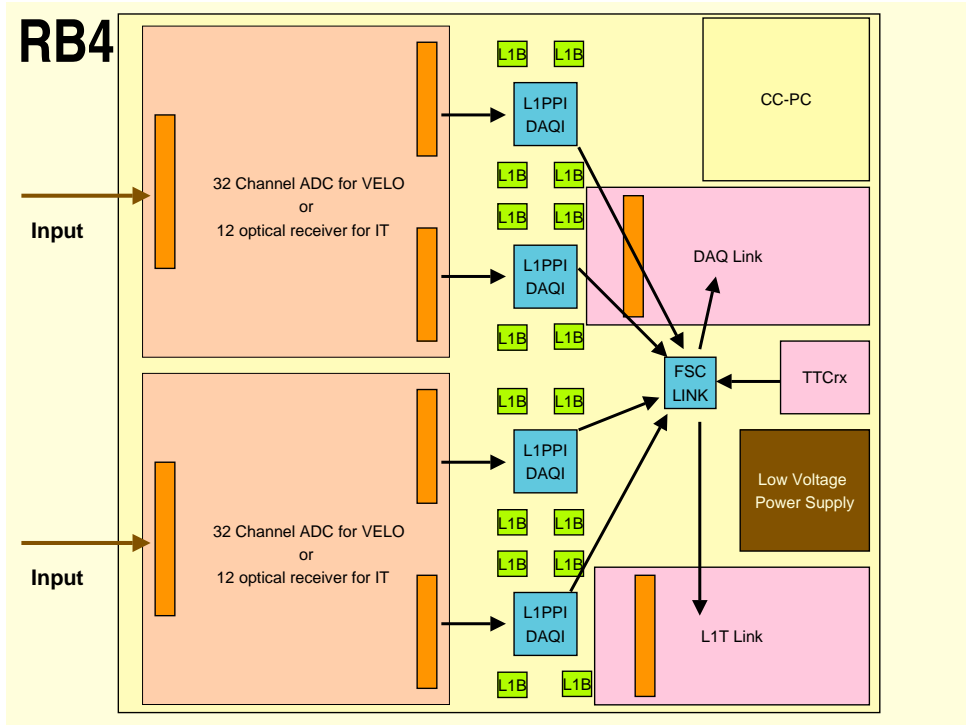 RB4
L1B L1B
L1PPI
DAQI
L1B L1B
L1B L1B
L1PPI
DAQI
L1B L1B
CC-PC
32 Channel ADC for VELO
or
12 optical receiver for IT
Input
DAQ Link
FSC
LINK
TTCrx
L1B L1B
L1PPI
DAQI
L1B L1B
L1B L1B
L1PPI
DAQI
L1B L1B
Low Voltage
Power Supply
32 Channel ADC for VELO
or
12 optical receiver for IT
Input
L1T Link